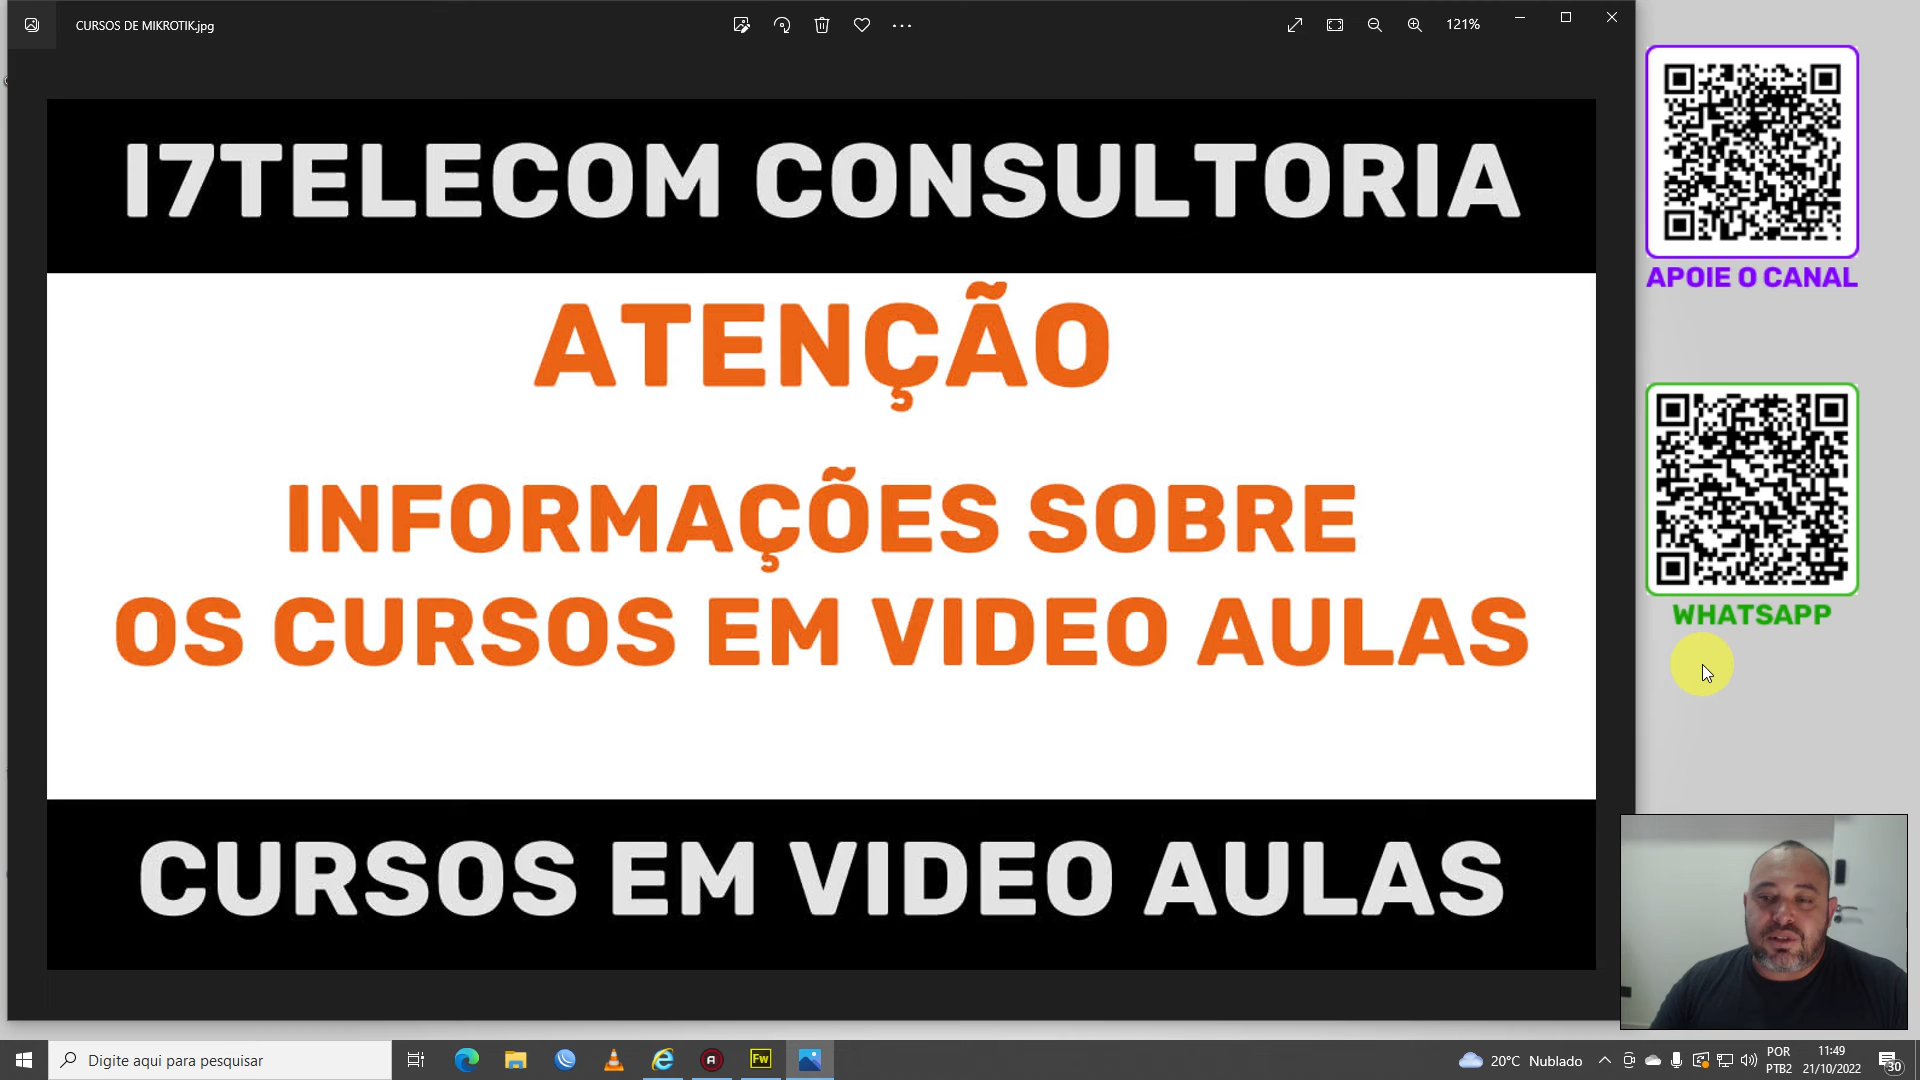 CURSOS DE MIKROTIK.jpg
121%
I7TELECOM CONSULTORIA
ATENÇÃO
INFORMAÇÕES SOBRE
OS CURSOS EM VIDEO AULAS
CURSOS EM VIDEO AULAS
APOIE O CANAL
WHATSAPP
Digite aqui para pesquisar
Fw
20°C Nublado
POR
PTB2
11:49
21/10/2022
30